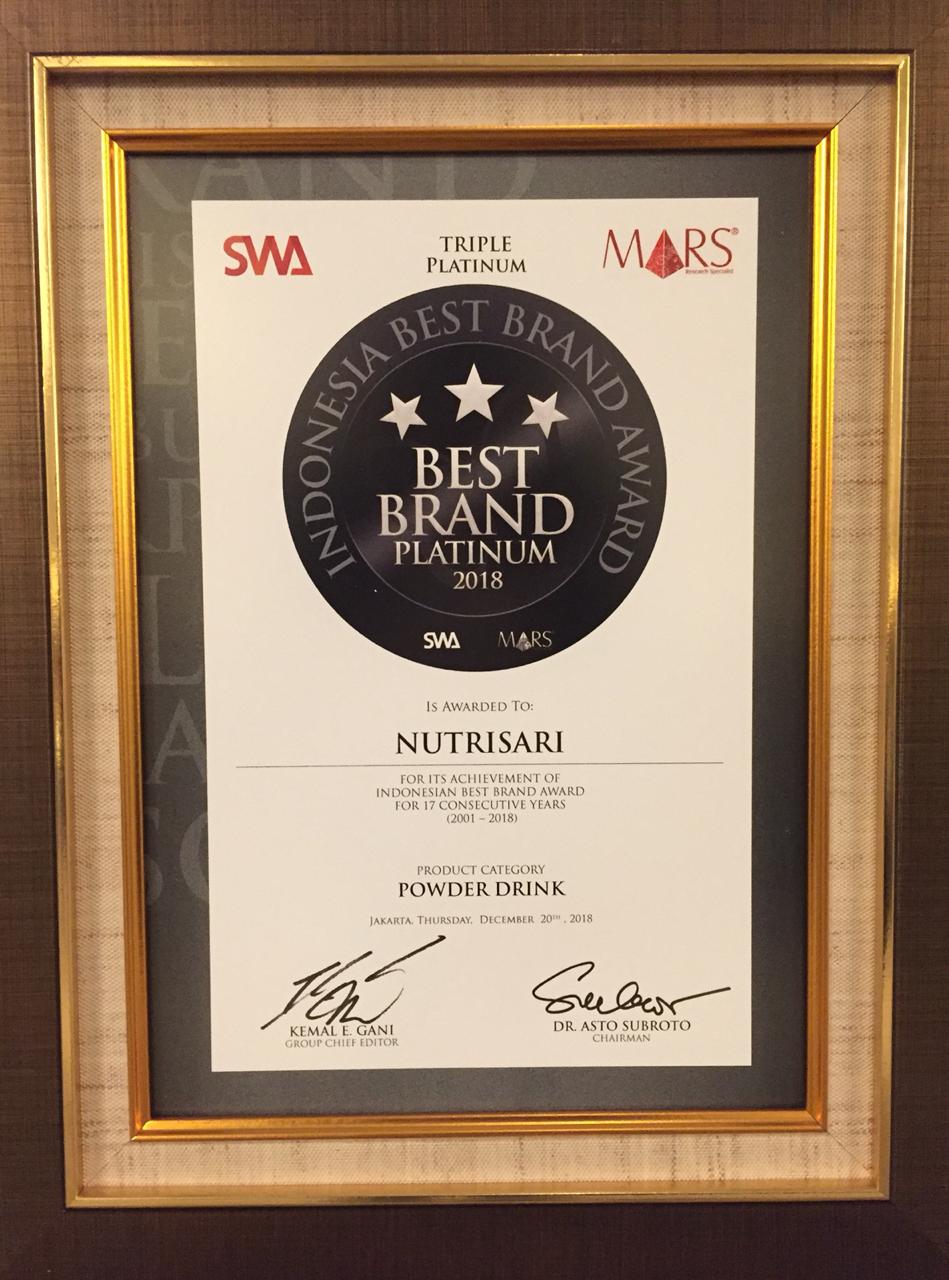 SWA
TRIPLE
PLATINUM
MARS®
Research Specialist
INDONESIA BEST BRAND AWARD
BEST
BRAND
PLATINUM
2018
SWA
MARS
IS AWARDED TO:
NUTRISARI
FOR ITS ACHIEVEMENT OF
INDONESIAN BEST BRAND AWARD
FOR 17 CONSECUTIVE YEARS
(2001 – 2018)
PRODUCT CATEGORY
POWDER DRINK
JAKARTA, THURSDAY, DECEMBER 20TH, 2018
KEMAL E. GANI
GROUP CHIEF EDITOR
DR. ASTO SUBROTO
CHAIRMAN